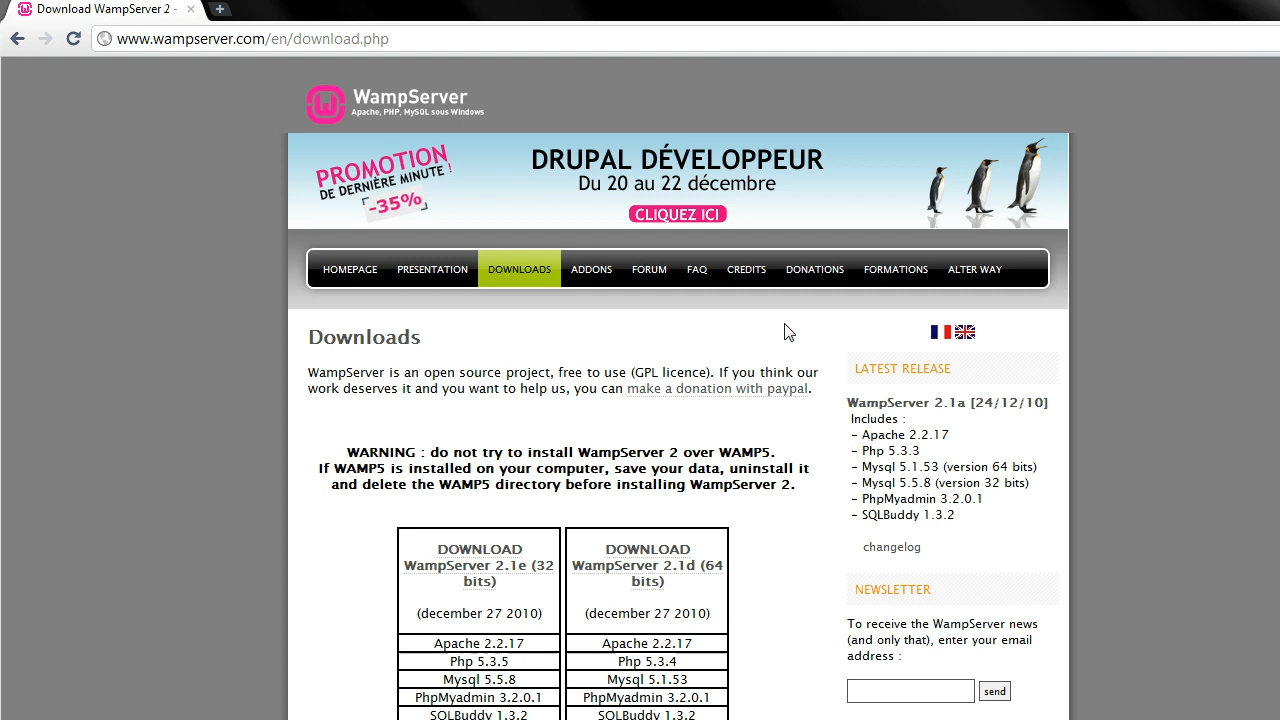 Download WampServer 2 -
www.wampserver.com/en/download.php
WampServer
Apache, PHP, MySQL sous Windows
PROMOTION
DE DERNIÈRE MINUTE !
-35%
DRUPAL DÉVELOPPEUR
Du 20 au 22 décembre
CLIQUEZ ICI
HOMEPAGE PRESENTATION DOWNLOADS ADDONS FORUM FAQ CREDITS DONATIONS FORMATIONS ALTER WAY
Downloads
WampServer is an open source project, free to use (GPL licence). If you think our
work deserves it and you want to help us, you can make a donation with paypal.
WARNING : do not try to install WampServer 2 over WAMP5.
If WAMP5 is installed on your computer, save your data, uninstall it
and delete the WAMP5 directory before installing WampServer 2.
DOWNLOAD
WampServer 2.1e (32
bits)
(december 27 2010)
Apache 2.2.17
Php 5.3.5
Mysql 5.5.8
PhpMyadmin 3.2.0.1
SQLBuddy 1.3.2
DOWNLOAD
WampServer 2.1d (64
bits)
(december 27 2010)
Apache 2.2.17
Php 5.3.4
Mysql 5.1.53
PhpMyadmin 3.2.0.1
SQLBuddy 1.3.2
LATEST RELEASE
WampServer 2.1a [24/12/10]
Includes :
- Apache 2.2.17
- Php 5.3.3
- Mysql 5.1.53 (version 64 bits)
- Mysql 5.5.8 (version 32 bits)
- PhpMyadmin 3.2.0.1
- SQLBuddy 1.3.2
changelog
NEWSLETTER
To receive the WampServer news
(and only that), enter your email
address :
send